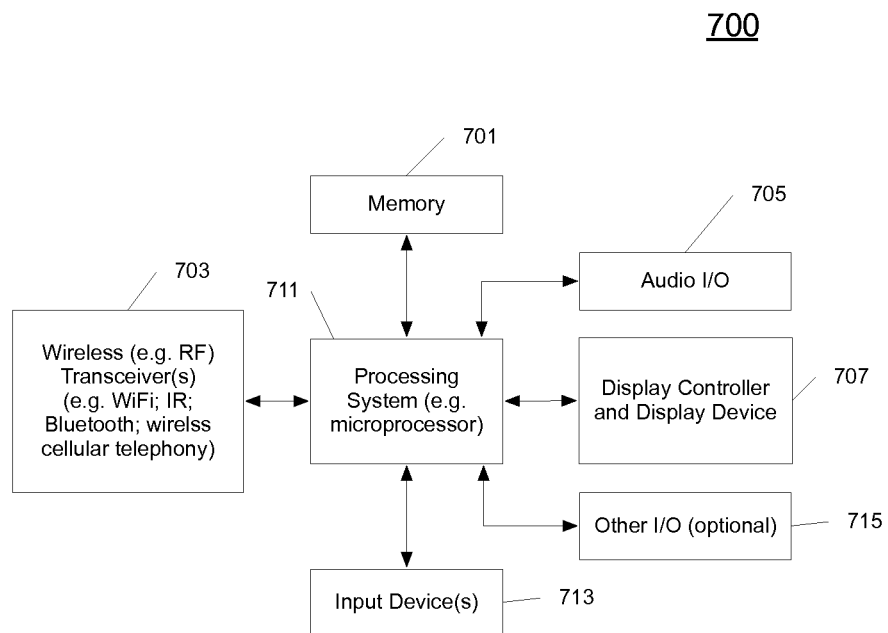 700
701
Memory
705
Audio I/O
703
711
Wireless (e.g. RF)
Transceiver(s)
(e.g. WiFi; IR;
Bluetooth; wirelss
cellular telephony)
Processing
System (e.g.
microprocessor)
Display Controller
and Display Device
707
Other I/O (optional)
715
Input Device(s)
713